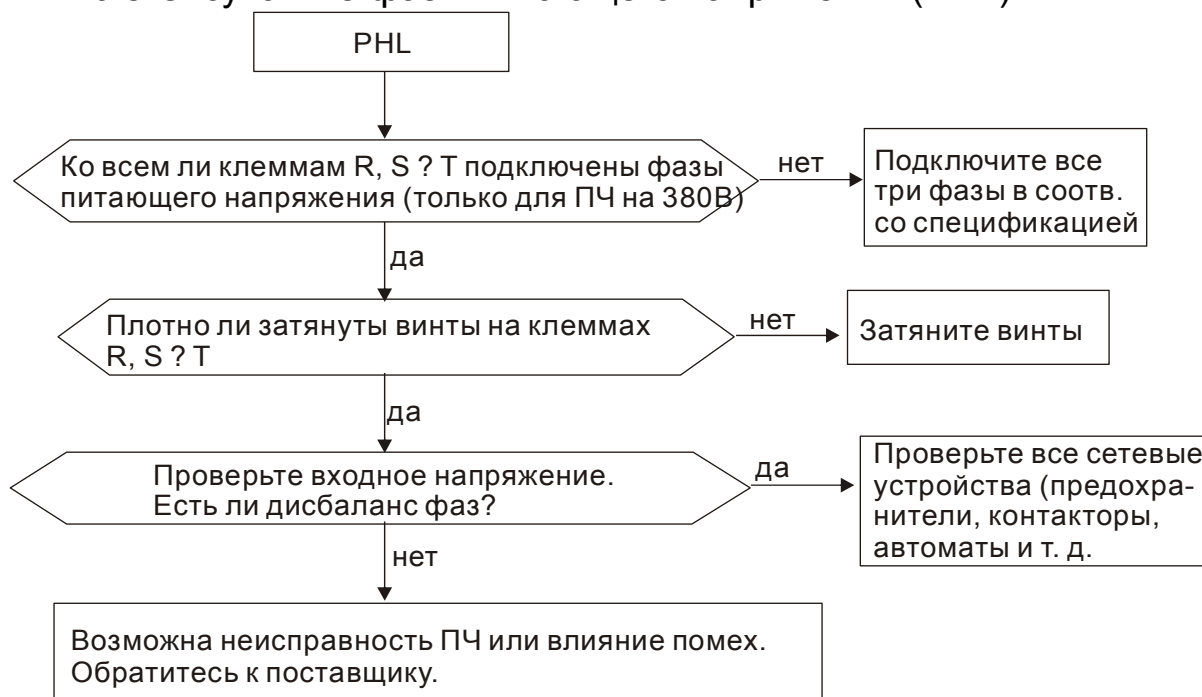 PHL
Ко всем ли клеммам R, S ? T подключены фазы
питающего напряжения (только для ПЧ на 380В)
нет
Подключите все
три фазы в соотв.
со спецификацией
да
Плотно ли затянуты винты на клеммах
R, S ? T
нет
Затяните винты
да
Проверьте входное напряжение.
Есть ли дисбаланс фаз?
да
Проверьте все сетевые
устройства (предохра-
нители, контакторы,
автоматы и т. д.
нет
Возможна неисправность ПЧ или влияние помех.
Обратитесь к поставщику.